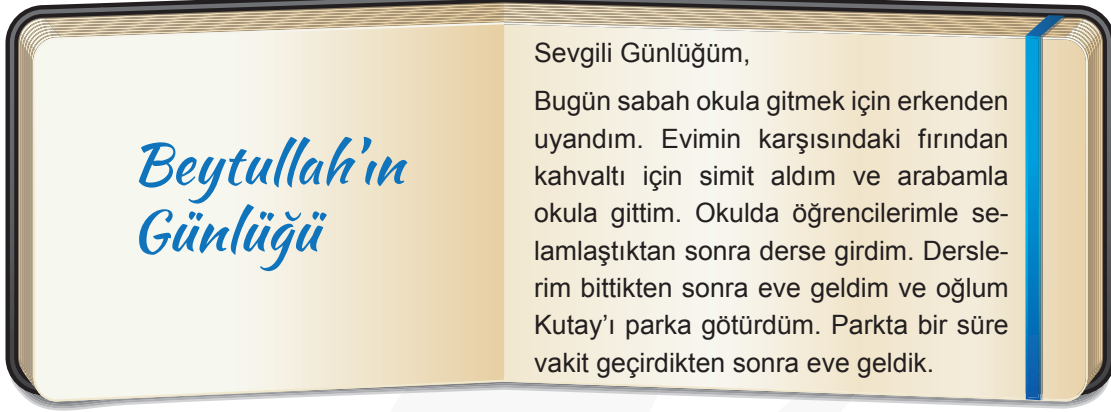 Beytullah'ın
Günlüğü
Sevgili Günlüğüm,
Bugün sabah okula gitmek için erkenden
uyandım. Evimin karşısındaki fırından
kahvaltı için simit aldım ve arabamla
okula gittim. Okulda öğrencilerimle se-
lamlaştıktan sonra derse girdim. Dersle-
rim bittikten sonra eve geldim ve oğlum
Kutay'ı parka götürdüm. Parkta bir süre
vakit geçirdikten sonra eve geldik.